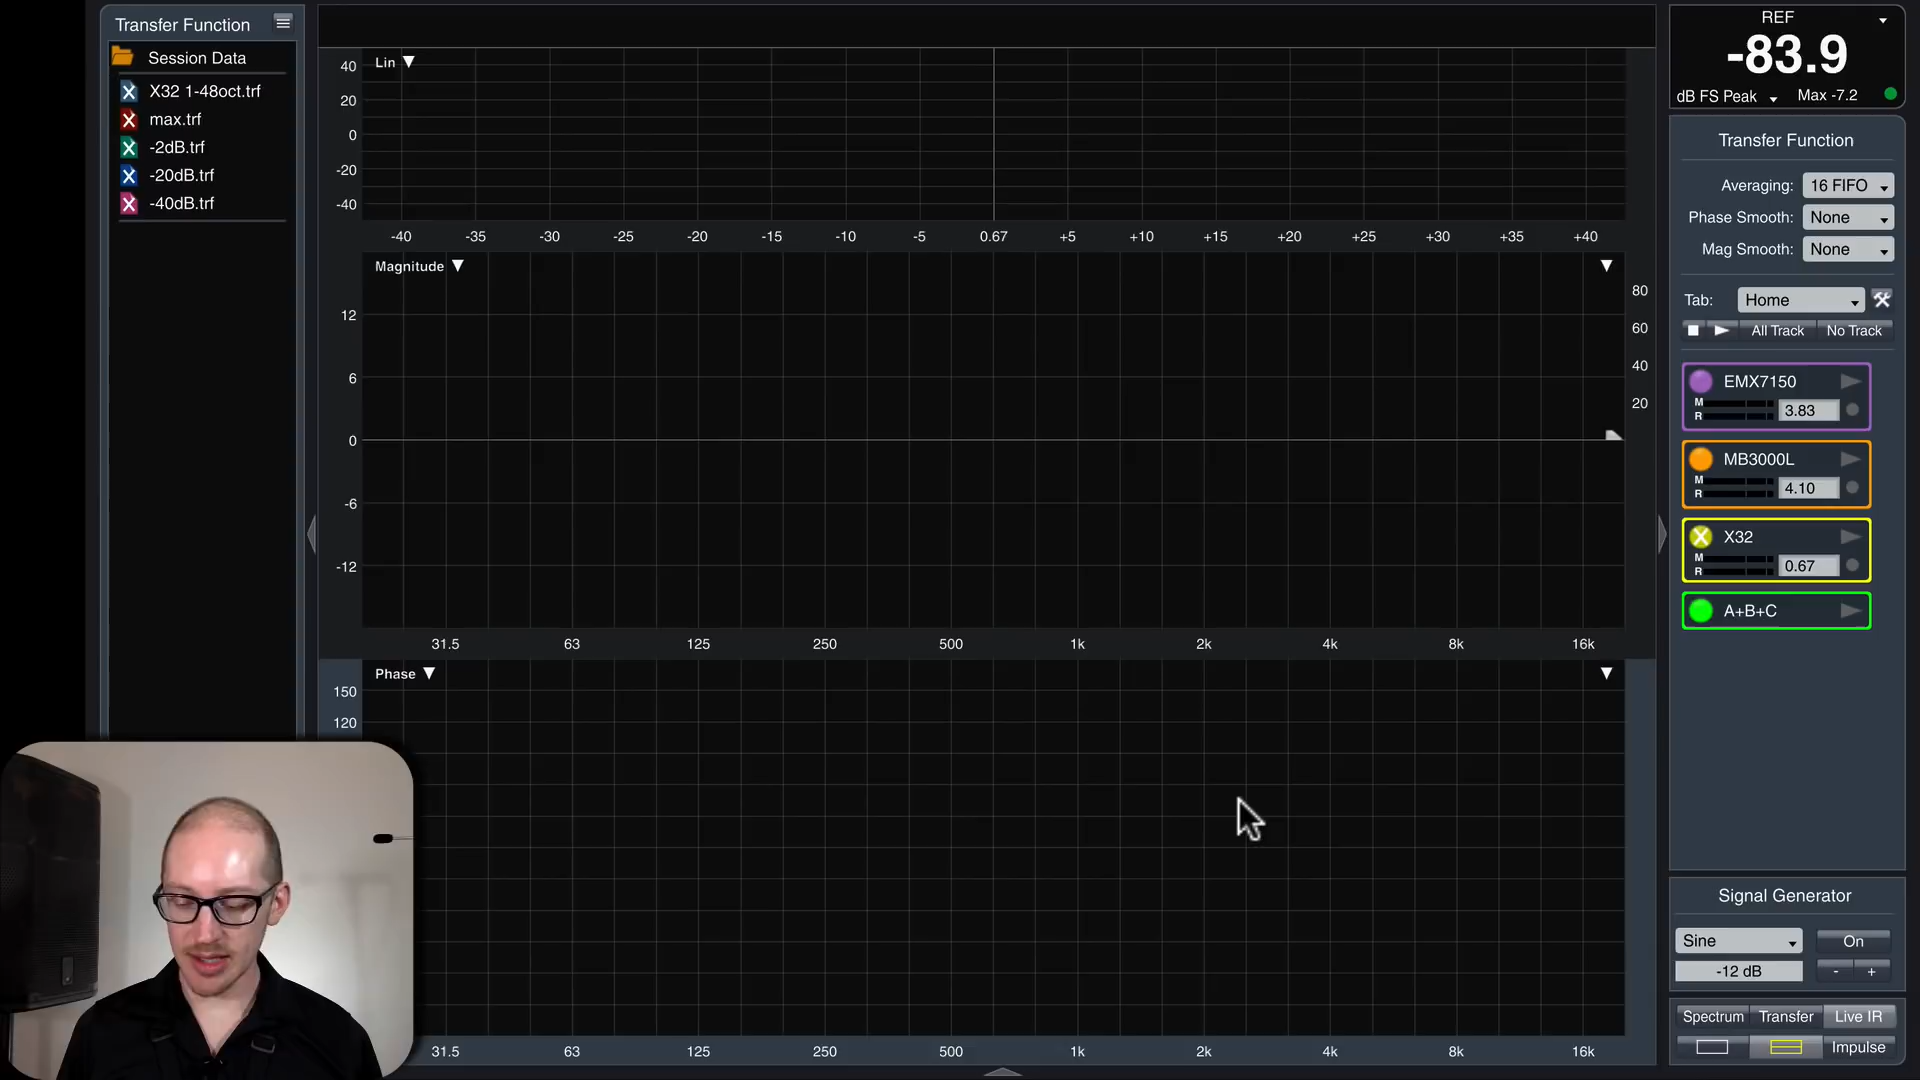 Transfer Function
Session Data
X32 1-48oct.trf
max.trf
-2dB.trf
-20dB.trf
-40dB.trf
Lin
40
20
0
-20
-40
-40 -35 -30 -25 -20 -15 -10 -5 0.67 +5 +10 +15 +20 +25 +30 +35 +40
Magnitude
12
6
0
-6
-12
80
60
40
20
31.5 63 125 250 500 1k 2k 4k 8k 16k
Phase
150
120
31.5 63 125 250 500 1k 2k 4k 8k 16k
REF
-83.9
dB FS Peak Max -7.2
Transfer Function
Averaging: 16 FIFO
Phase Smooth: None
Mag Smooth: None
Tab: Home
All Track No Track
EMX7150
M
R 3.83
MB3000L
M
R 4.10
X32
M
R 0.67
A+B+C
Signal Generator
Sine On
-12 dB - +
Spectrum Transfer Live IR
Impulse